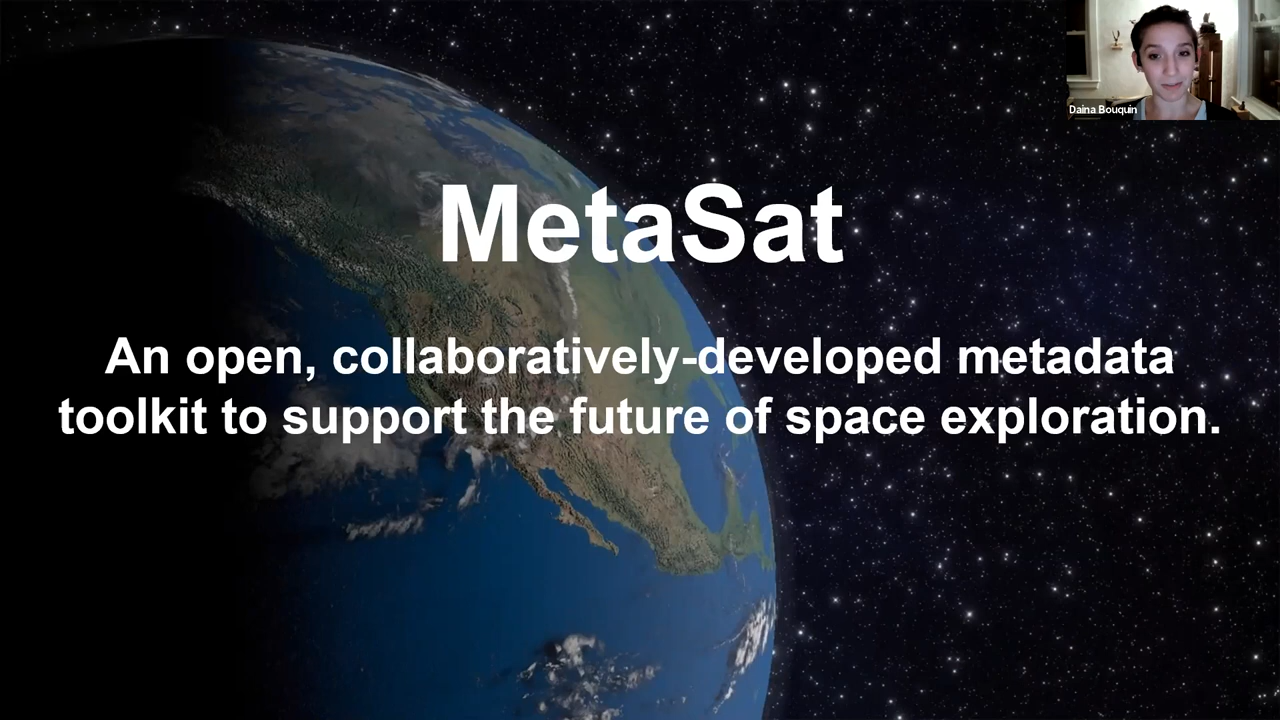 Daina Bouquin
MetaSat
An open, collaboratively-developed metadata
toolkit to support the future of space exploration.